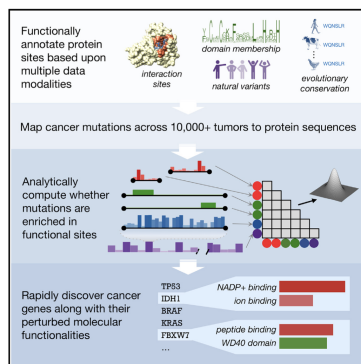 Functionally
annotate protein
sites based upon
multiple data
modalities
interaction
sites
domain membership
natural variants
WQNSLR
WQNSLR
WQNSLR
evolutionary
conservation
Map cancer mutations across 10,000+ tumors to protein sequences
Analytically
compute whether
mutations are
enriched in
functional sites
Rapidly discover cancer
genes along with their
perturbed molecular
functionalities
TP53
IDH1
BRAF
KRAS
FBXW7
...
NADP+ binding
ion binding
peptide binding
WD40 domain